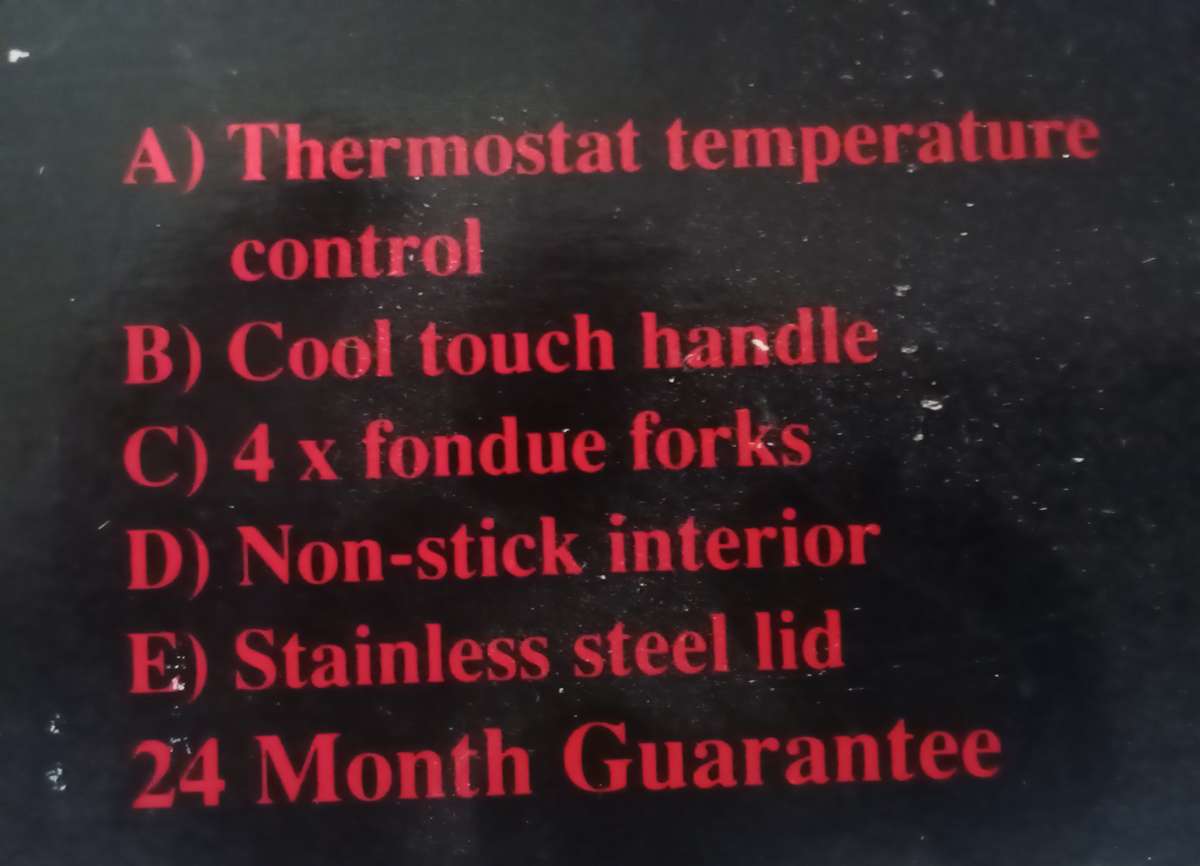 A) Thermostat temperature
control
B) Cool touch handle
C) 4 x fondue forks
D) Non-stick interior
E) Stainless steel lid
24 Month Guarantee